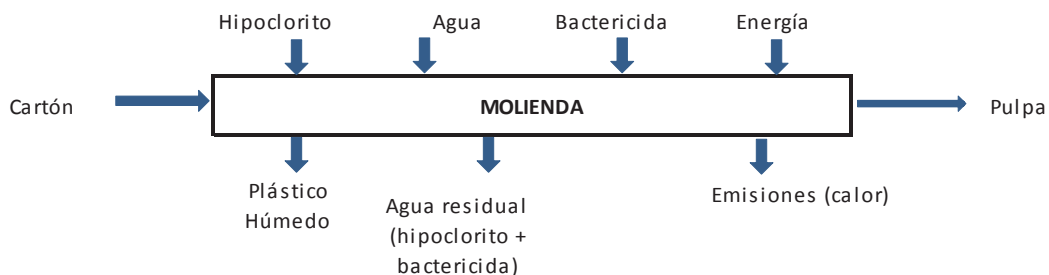 Hipoclorito
Agua
Bactericida
Energía
Cartón
MOLIENDA
Pulpa
Plástico
Húmedo
Agua residual
(hipoclorito +
bactericida)
Emisiones (calor)